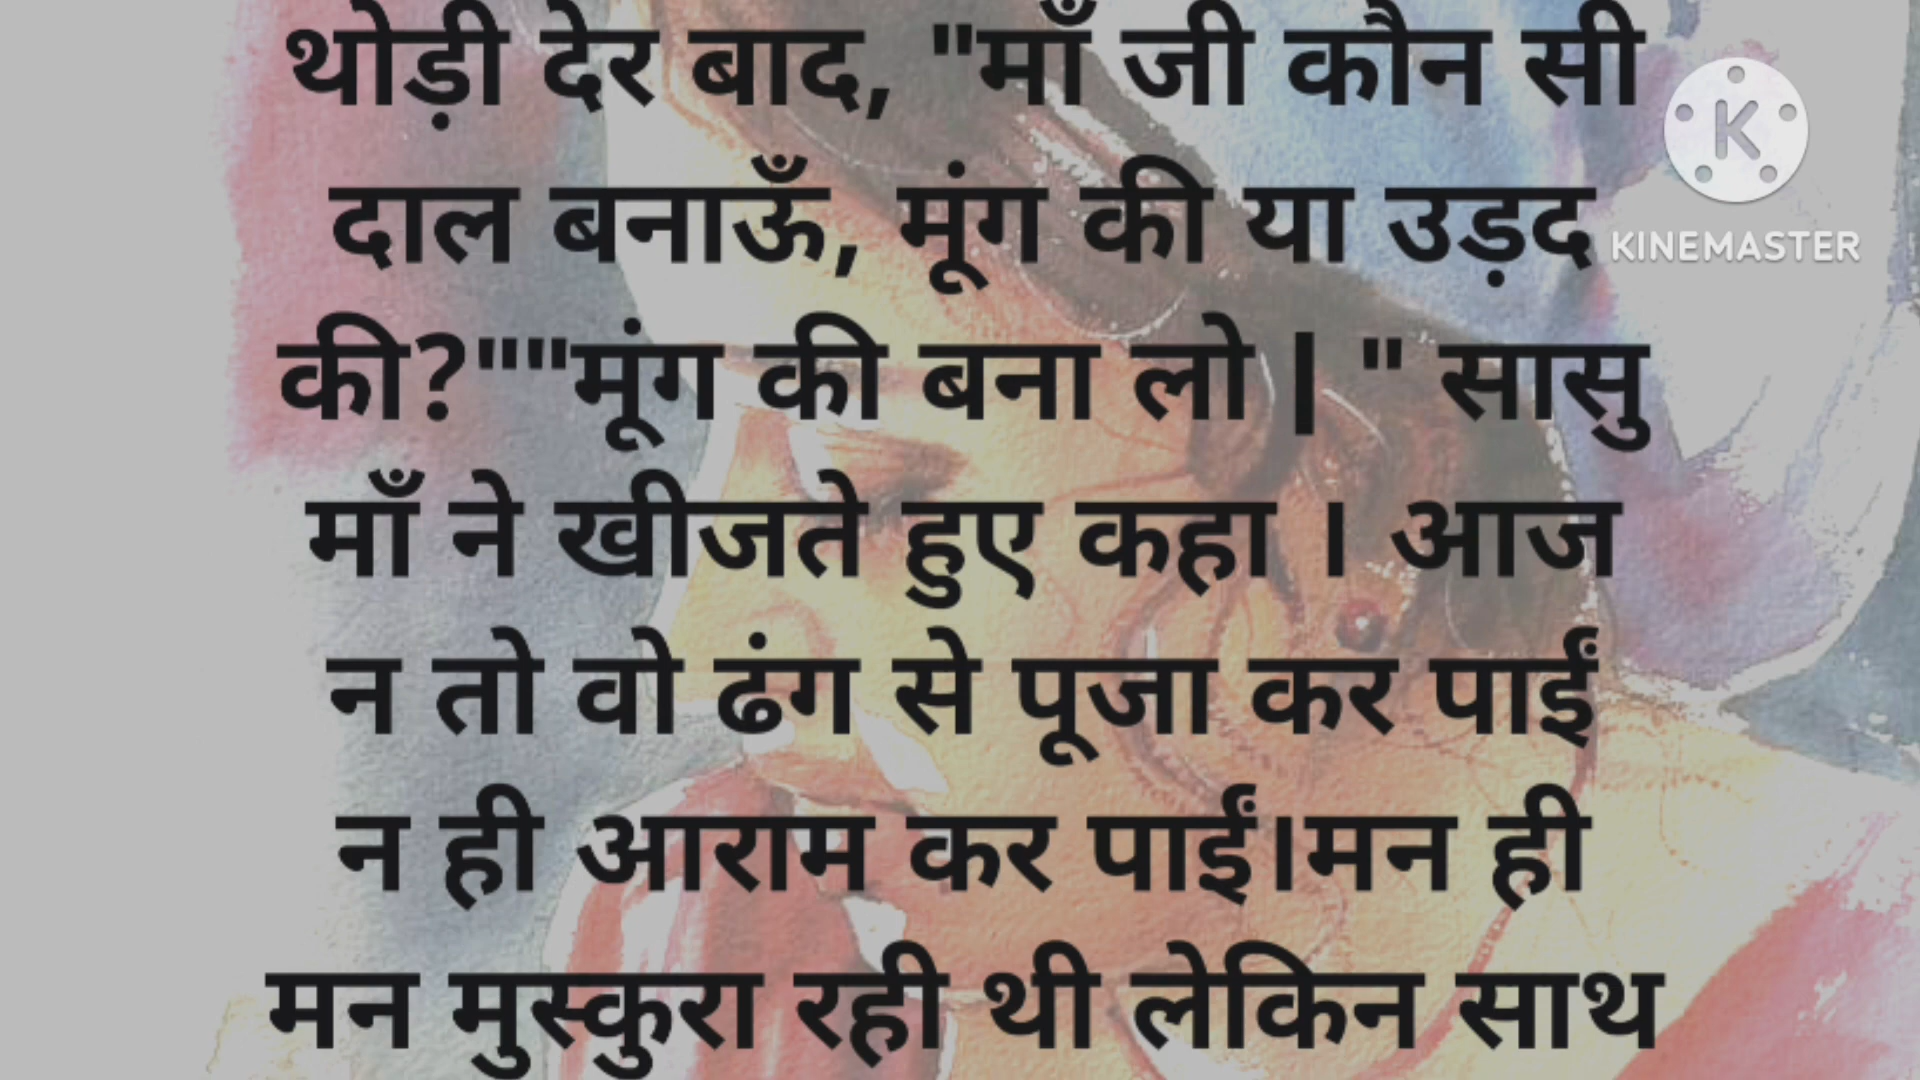 थोड़ी देर बाद, "माँ जी कौन सी
दाल बनाऊँ, मूंग की या उड़द
की?""मूंग की बना लो | " सासु
माँ ने खीजते हुए कहा । आज
न तो वो ढंग से पूजा कर पाईं
न ही आराम कर पाईं।मन ही
मन मुस्कुरा रही थी लेकिन साथ
K
KINEMASTER